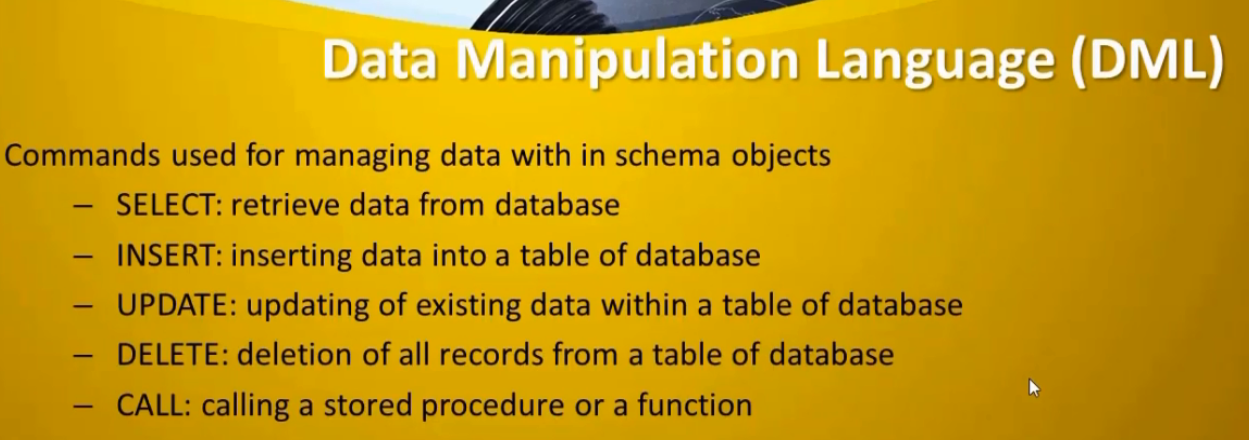 Data Manipulation Language (DML)
Commands used for managing data with in schema objects
– SELECT: retrieve data from database
– INSERT: inserting data into a table of database
– UPDATE: updating of existing data within a table of database
– DELETE: deletion of all records from a table of database
– CALL: calling a stored procedure or a function